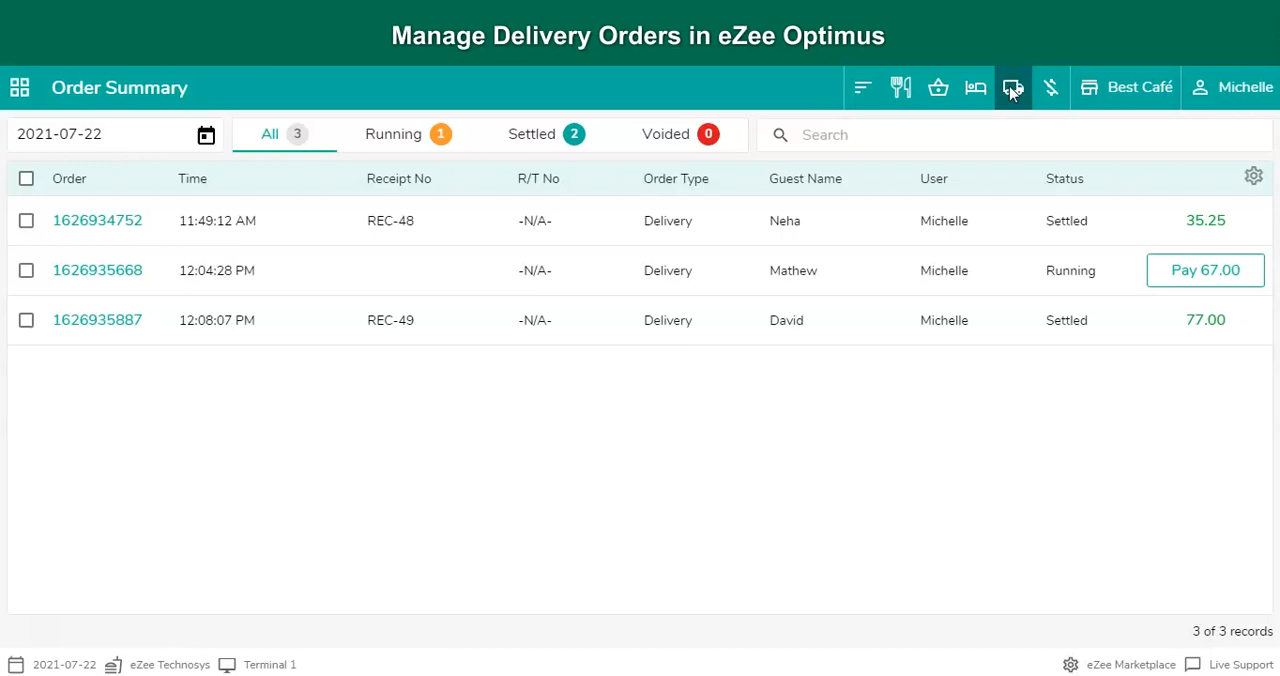 Manage Delivery Orders in eZee Optimus
Order Summary Best Café Michelle
2021-07-22 All 3 Running 1 Settled 2 Voided 0 Search
Order Time Receipt No R/T No Order Type Guest Name User Status
1626934752 11:49:12 AM REC-48 -N/A- Delivery Neha Michelle Settled 35.25
1626935668 12:04:28 PM -N/A- Delivery Mathew Michelle Running Pay 67.00
1626935887 12:08:07 PM REC-49 -N/A- Delivery David Michelle Settled 77.00
3 of 3 records
2021-07-22 eZee Technosys Terminal 1 eZee Marketplace Live Support